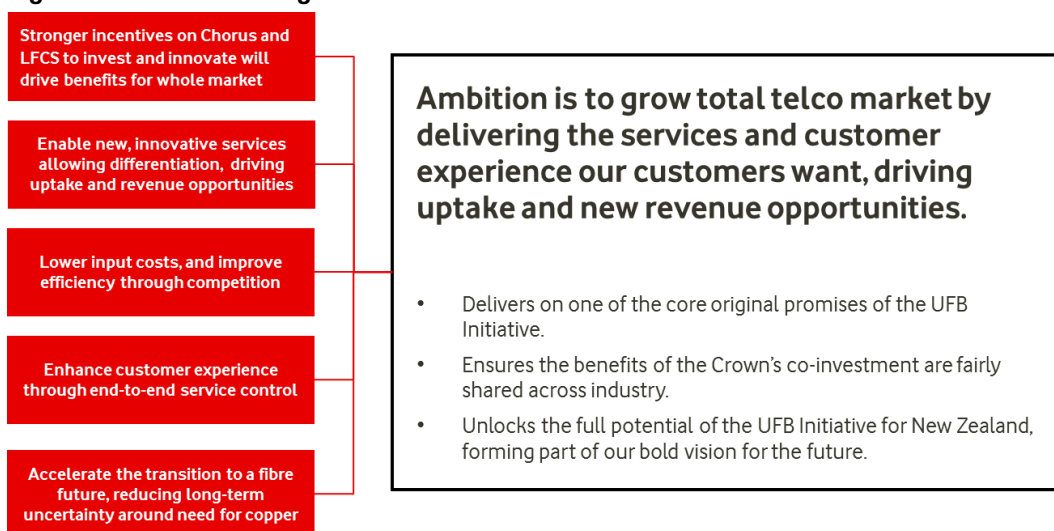 Stronger incentives on Chorus and
LFCS to invest and innovate will
drive benefits for whole market
Enable new, innovative services
allowing differentiation, driving
uptake and revenue opportunities
Lower input costs, and improve
efficiency through competition
Enhance customer experience
through end-to-end service control
Accelerate the transition to a fibre
future, reducing long-term
uncertainty around need for copper
Ambition is to grow total telco market by
delivering the services and customer
experience our customers want, driving
uptake and new revenue opportunities.
• Delivers on one of the core original promises of the UFB
Initiative.
• Ensures the benefits of the Crown's co-investment are fairly
shared across industry.
• Unlocks the full potential of the UFB Initiative for New Zealand,
forming part of our bold vision for the future.